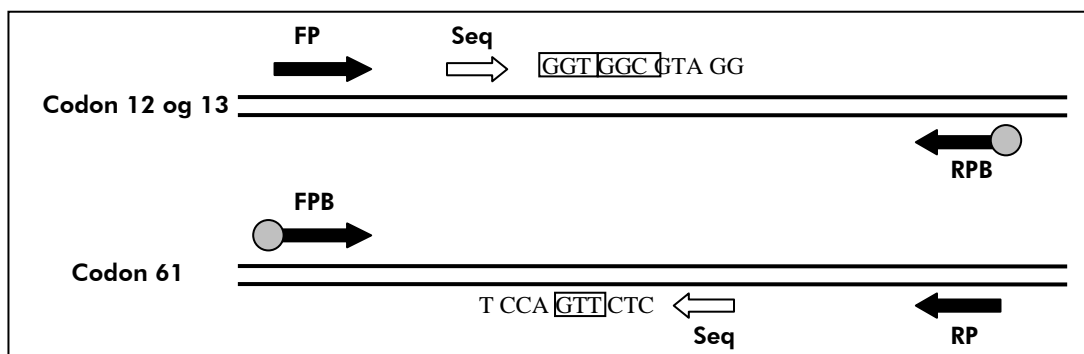 FP
Seq
GGT GGC GTA GG
Codon 12 og 13
RPB
FPB
Codon 61
T CCA GTT CTC
Seq
RP